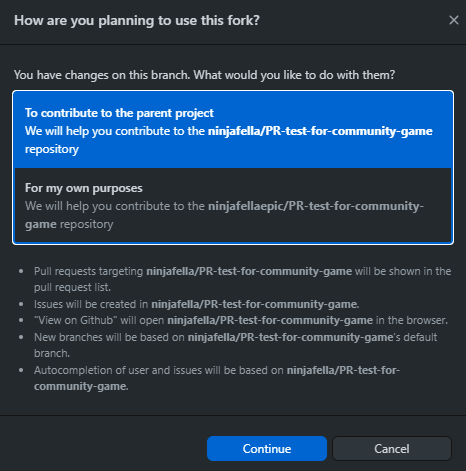 How are you planning to use this fork?
You have changes on this branch. What would you like to do with them?
To contribute to the parent project
We will help you contribute to the ninjafella/PR-test-for-community-game
repository
For my own purposes
We will help you contribute to the ninjafellaepic/PR-test-for-community-
game repository
• Pull requests targeting ninjafella/PR-test-for-community-game will be shown in the
pull request list.
• Issues will be created in ninjafella/PR-test-for-community-game.
• "View on Github" will open ninjafella/PR-test-for-community-game in the browser.
• New branches will be based on ninjafella/PR-test-for-community-game's default
branch.
• Autocompletion of user and issues will be based on ninjafella/PR-test-for-
community-game.
Continue
Cancel